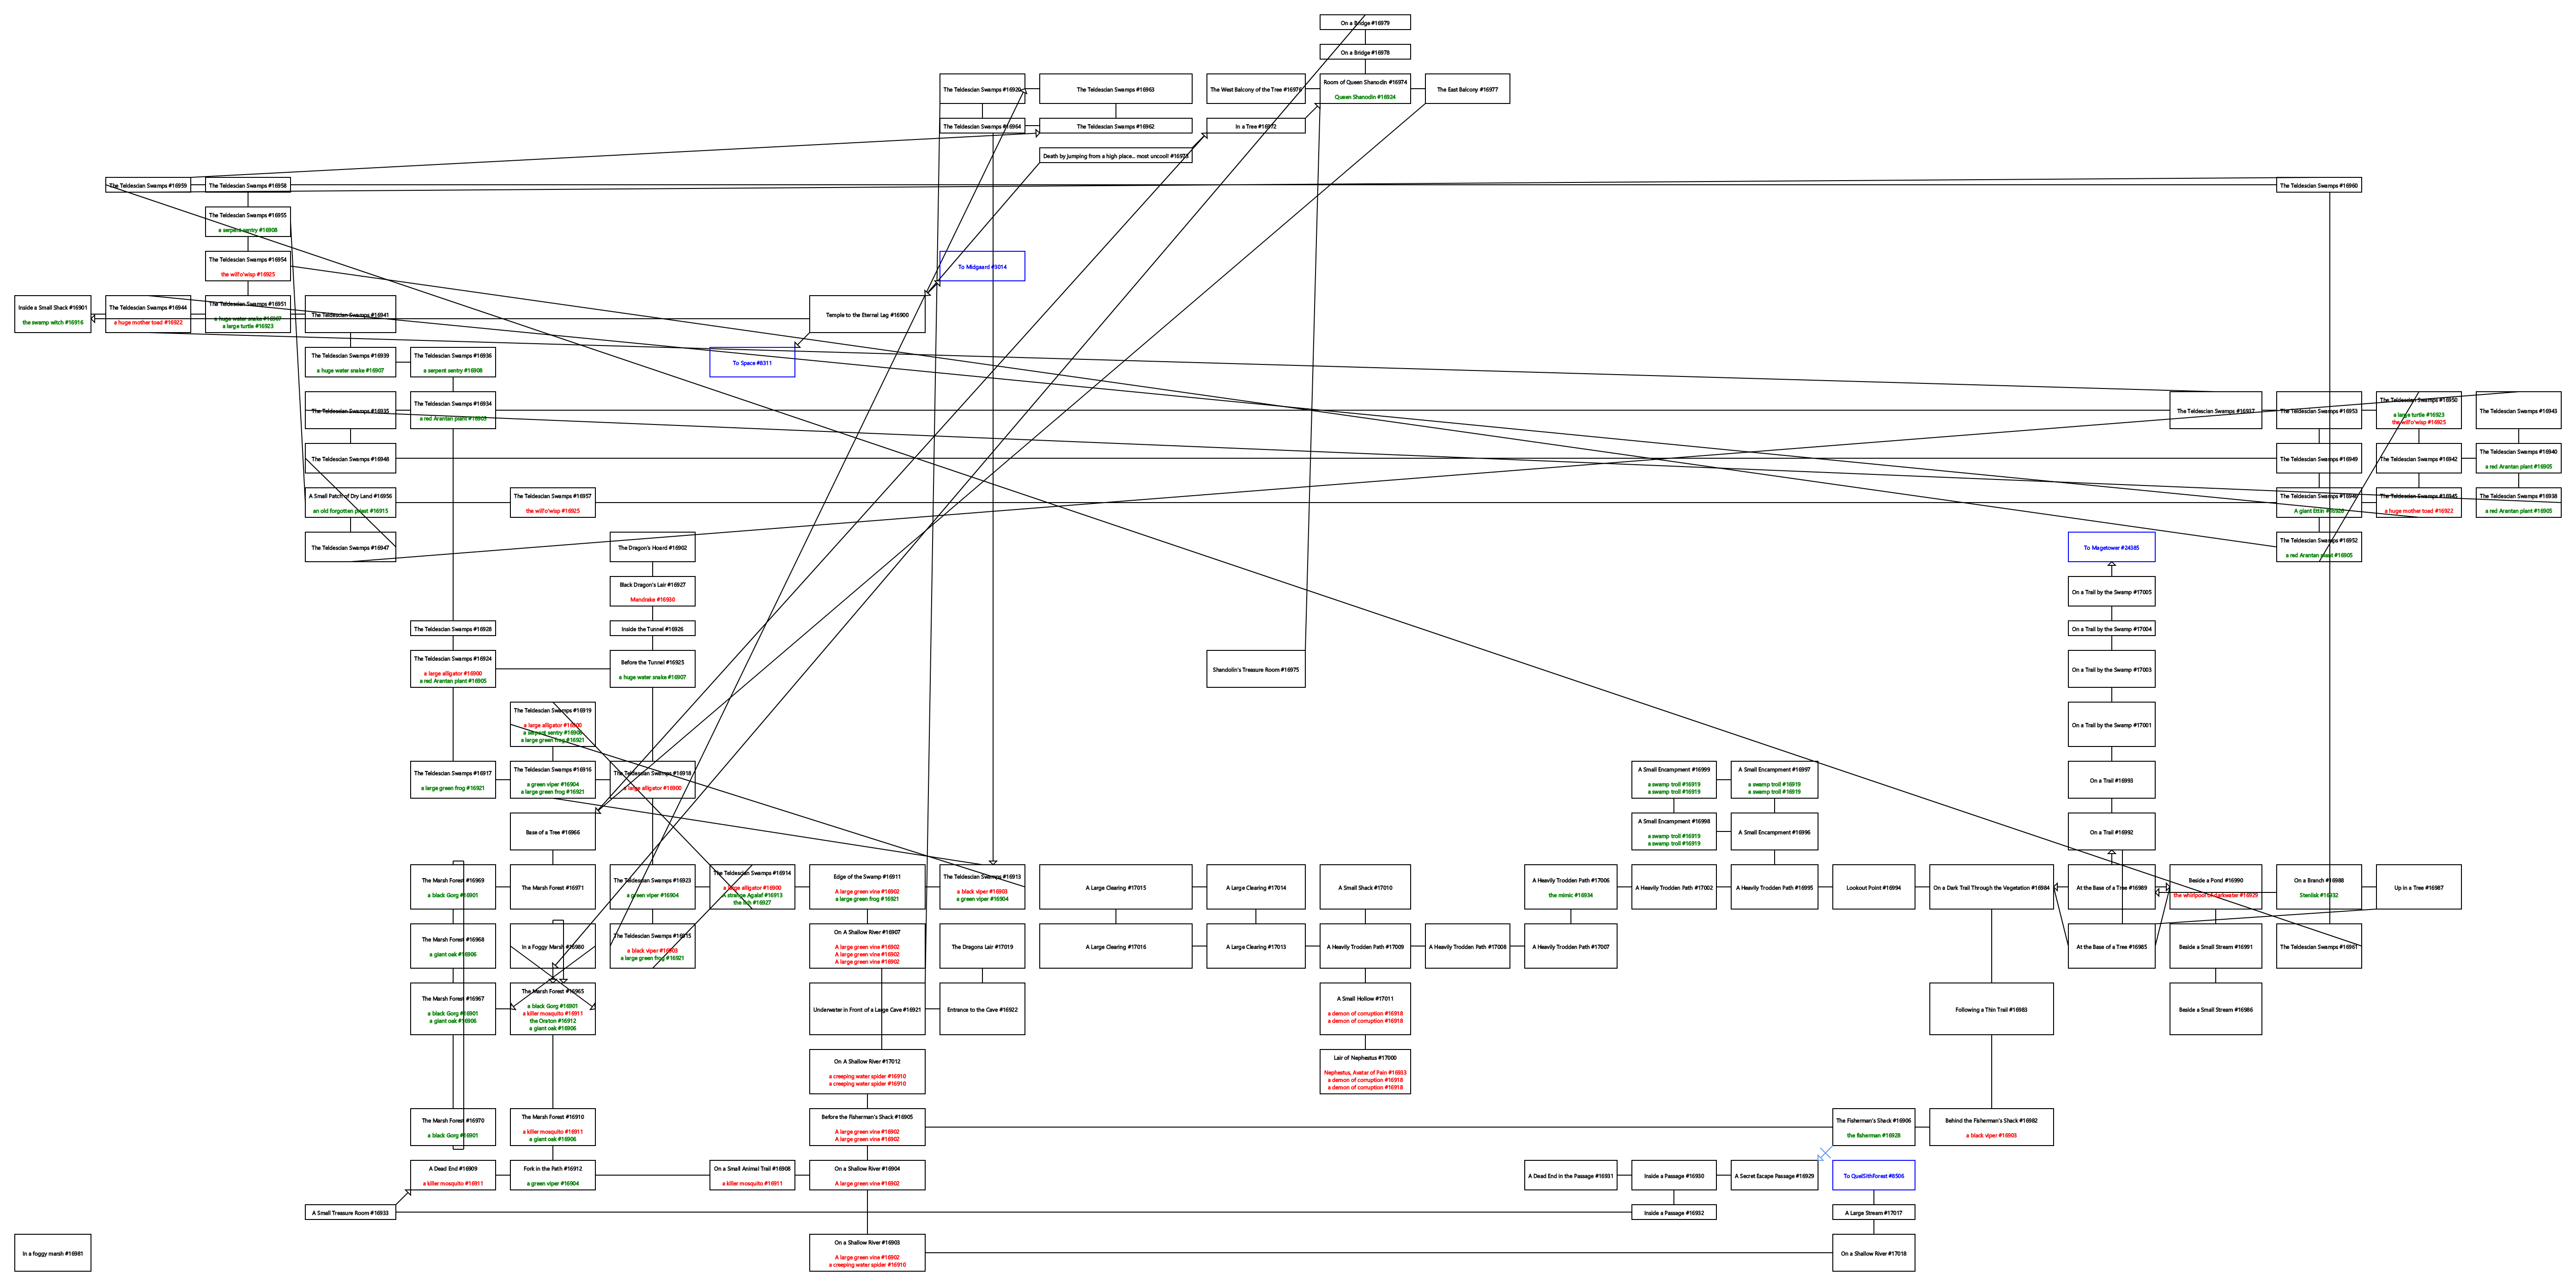 On a Bridge #16979
On a Bridge #16978
The Teldescian Swamps #16920
The Teldescian Swamps #16963
The West Balcony of the Tree #16976
Room of Queen Shanodin #16974
Queen Shanodin #16924
The East Balcony #16977
The Teldescian Swamps #16964
The Teldescian Swamps #16962
In a Tree #16972
Death by jumping from a high place... most uncool! #16973
The Teldescian Swamps #16959
The Teldescian Swamps #16958
The Teldescian Swamps #16960
The Teldescian Swamps #16955
a serpent sentry #16908
The Teldescian Swamps #16954
the will'o'wisp #16925
To Midgaard #3014
Inside a Small Shack #16901
the swamp witch #16916
The Teldescian Swamps #16944
a huge mother toad #16922
The Teldescian Swamps #16951
a huge water snake #16907
a large turtle #16923
The Teldescian Swamps #16941
Temple to the Eternal Lag #16900
The Teldescian Swamps #16939
a huge water snake #16907
The Teldescian Swamps #16936
a serpent sentry #16908
To Space #8311
The Teldescian Swamps #16935
The Teldescian Swamps #16934
a red Arantan plant #16905
The Teldescian Swamps #16937
The Teldescian Swamps #16953
The Teldescian Swamps #16950
a large turtle #16923
the will'o'wisp #16925
The Teldescian Swamps #16943
The Teldescian Swamps #16948
The Teldescian Swamps #16949
The Teldescian Swamps #16942
The Teldescian Swamps #16940
a red Arantan plant #16905
A Small Patch of Dry Land #16956
an old forgotten priest #16915
The Teldescian Swamps #16957
the will'o'wisp #16925
The Teldescian Swamps #16946
A giant Ettin #16926
The Teldescian Swamps #16945
a huge mother toad #16922
The Teldescian Swamps #16938
a red Arantan plant #16905
The Teldescian Swamps #16947
The Dragon's Hoard #16902
To Magetower #24385
The Teldescian Swamps #16952
a red Arantan plant #16905
Black Dragon's Lair #16927
Mandrake #16930
On a Trail by the Swamp #17005
The Teldescian Swamps #16928
Inside the Tunnel #16926
On a Trail by the Swamp #17004
The Teldescian Swamps #16924
a large alligator #16900
a red Arantan plant #16905
Before the Tunnel #16925
a huge water snake #16907
Shandolin's Treasure Room #16975
On a Trail by the Swamp #17003
The Teldescian Swamps #16919
a large alligator #16900
a serpent sentry #16908
a large green frog #16921
On a Trail by the Swamp #17001
The Teldescian Swamps #16917
a large green frog #16921
The Teldescian Swamps #16916
a green viper #16904
a large green frog #16921
The Teldescian Swamps #16918
a large alligator #16900
A Small Encampment #16999
a swamp troll #16919
a swamp troll #16919
A Small Encampment #16997
a swamp troll #16919
a swamp troll #16919
On a Trail #16993
Base of a Tree #16966
A Small Encampment #16998
a swamp troll #16919
a swamp troll #16919
A Small Encampment #16996
On a Trail #16992
The Marsh Forest #16969
a black Gorg #16901
The Marsh Forest #16971
The Teldescian Swamps #16923
a green viper #16904
The Teldescian Swamps #16914
a large alligator #16900
A strange Agalaf #16913
the lich #16927
Edge of the Swamp #16911
A large green vine #16902
a large green frog #16921
The Teldescian Swamps #16913
a black viper #16903
a green viper #16904
A Large Clearing #17015
A Large Clearing #17014
A Small Shack #17010
A Heavily Trodden Path #17006
the mimic #16934
A Heavily Trodden Path #17002
A Heavily Trodden Path #16995
Lookout Point #16994
On a Dark Trail Through the Vegetation #16984
At the Base of a Tree #16989
Beside a Pond #16990
the whirlpool of darkwater #16929
On a Branch #16988
Stenlisk #16932
Up in a Tree #16987
The Marsh Forest #16968
a giant oak #16906
In a Foggy Marsh #16980
The Teldescian Swamps #16915
a black viper #16903
a large green frog #16921
On a Shallow River #16907
A large green vine #16902
A large green vine #16902
A large green vine #16902
The Dragons Lair #17019
A Large Clearing #17016
A Large Clearing #17013
A Heavily Trodden Path #17009
A Heavily Trodden Path #17008
A Heavily Trodden Path #17007
At the Base of a Tree #16985
Beside a Small Stream #16991
The Teldescian Swamps #16961
The Marsh Forest #16967
a black Gorg #16901
a giant oak #16906
The Marsh Forest #16965
a black Gorg #16901
a killer mosquito #16911
the Oraton #16912
a giant oak #16906
Underwater in Front of a Large Cave #16921
Entrance to the Cave #16922
A Small Hollow #17011
a demon of corruption #16918
a demon of corruption #16918
Following a Thin Trail #16983
Beside a Small Stream #16986
On A Shallow River #17012
a creeping water spider #16910
a creeping water spider #16910
Lair of Nephestus #17000
Nephestus, Avatar of Pain #16933
a demon of corruption #16918
a demon of corruption #16918
The Marsh Forest #16970
a black Gorg #16901
The Marsh Forest #16910
a killer mosquito #16911
a giant oak #16906
Before the Fisherman's Shack #16905
A large green vine #16902
A large green vine #16902
The Fisherman's Shack #16906
the fisherman #16928
Behind the Fisherman's Shack #16982
a black viper #16903
A Dead End #16909
a killer mosquito #16911
Fork in the Path #16912
a green viper #16904
On a Small Animal Trail #16908
a killer mosquito #16911
On a Shallow River #16904
A large green vine #16902
A Dead End in the Passage #16931
Inside a Passage #16930
A Secret Escape Passage #16929
To QuelSithForest #8506
A Small Treasure Room #16933
Inside a Passage #16932
A Large Stream #17017
In a foggy marsh #16981
On a Shallow River #16903
A large green vine #16902
a creeping water spider #16910
On a Shallow River #17018